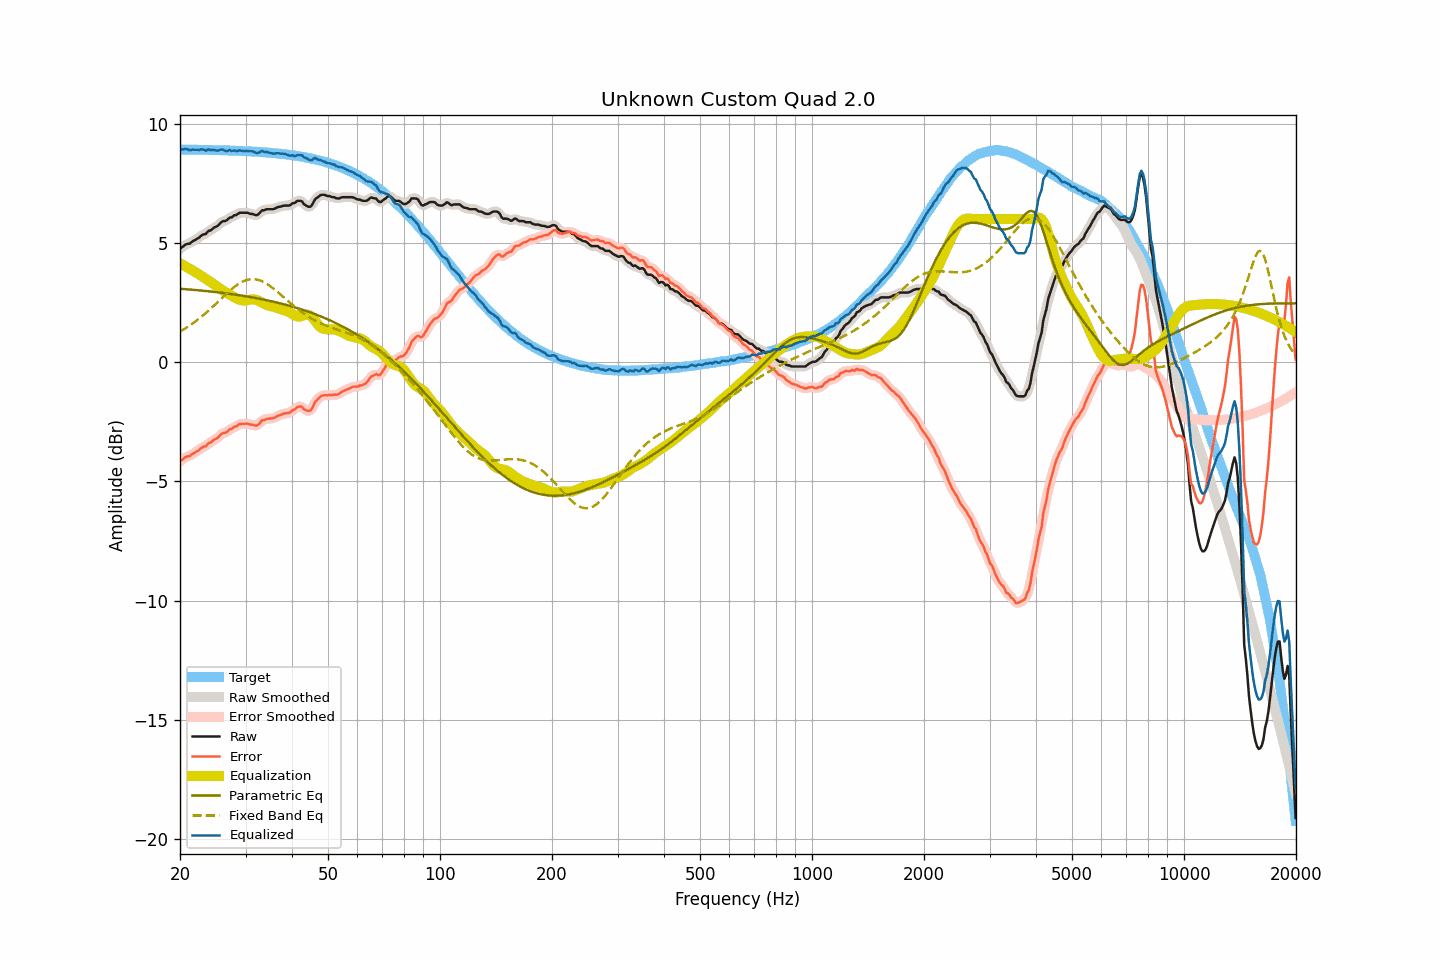 Unknown Custom Quad 2.0
10
5
0
−5
−10
−15
−20
Amplitude (dBr)
Target
Raw Smoothed
Error Smoothed
Raw
Error
Equalization
Parametric Eq
Fixed Band Eq
Equalized
20 50 100 200 500 1000 2000 5000 10000 20000
Frequency (Hz)